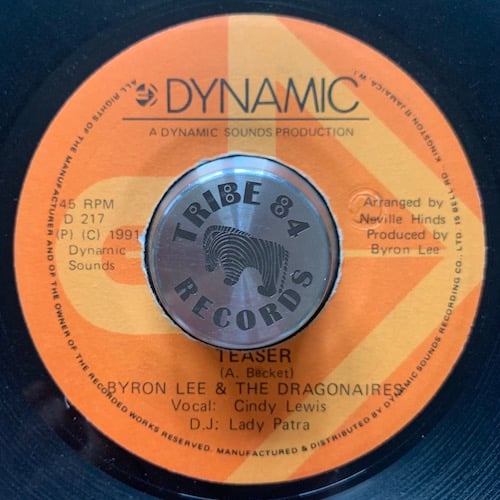 DYNAMIC
A DYNAMIC SOUNDS PRODUCTION
45 RPM
D 217
(P) (C) 1991
Dynamic
Sounds
Arranged by
Neville Hinds
Produced by
Byron Lee
TRIBE 84
RECORDS
TEASER
(A. Becket)
BYRON LEE & THE DRAGONAIRES
Vocal: Cindy Lewis
D.J: Lady Patra
ALL RIGHTS OF THE MANUFACTURER AND OF THE OWNER OF THE RECORDED WORKS RESERVED. MANUFACTURED & DISTRIBUTED BY DYNAMIC SOUNDS RECORDING CO., LTD 15 BELL RD. KINGSTON 11 JAMAICA, W.I.